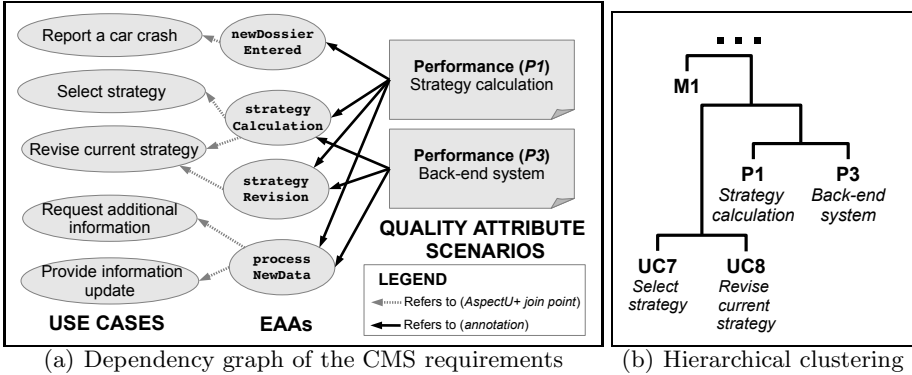 Report a car crash
Select strategy
Revise current strategy
Request additional
information
Provide information
update
USE CASES
newDossier
Entered
strategy
Calculation
strategy
Revision
process
NewData
EAAs
Performance (P1)
Strategy calculation
Performance (P3)
Back-end system
QUALITY ATTRIBUTE
SCENARIOS
LEGEND
Refers to (AspectU+ join point)
Refers to (annotation)
(a) Dependency graph of the CMS requirements
M1
P1
Strategy
calculation
P3
Back-end
system
UC7
Select
strategy
UC8
Revise
current
strategy
(b) Hierarchical clustering